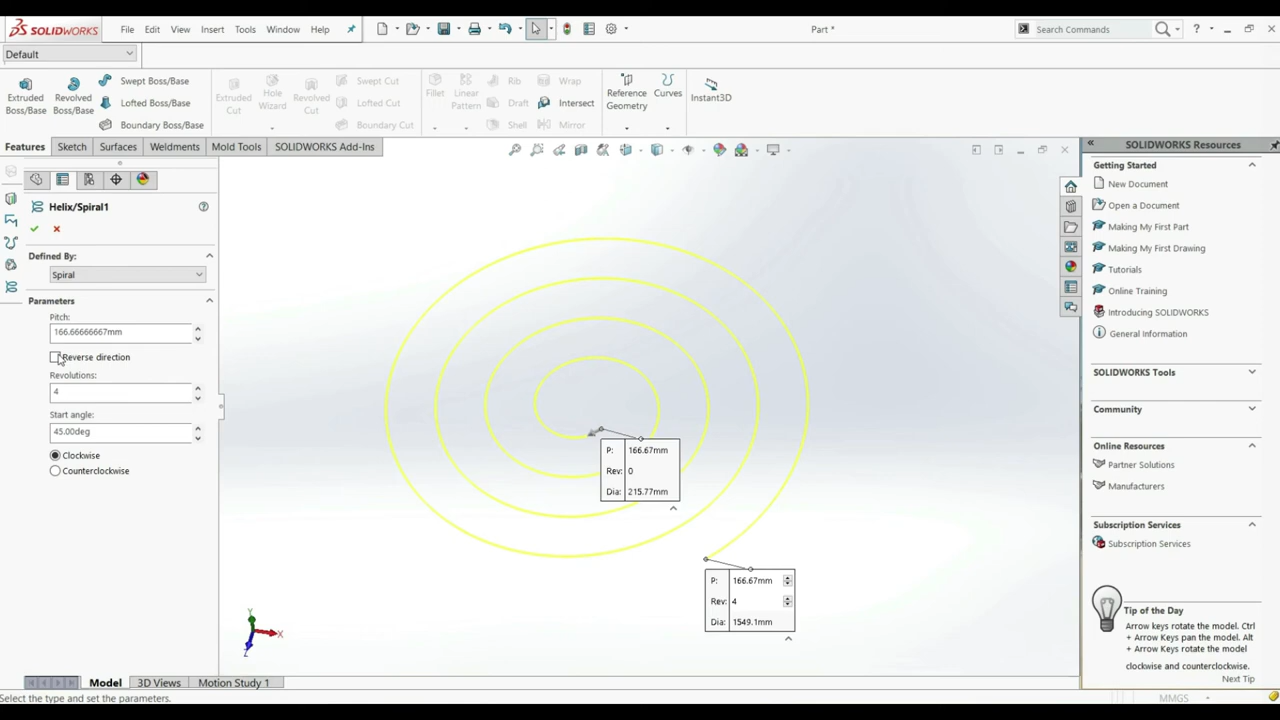 SOLIDWORKS File Edit View Insert Tools Window Help Part * Search Commands
Default
Extruded Boss/Base
Revolved Boss/Base
Swept Boss/Base
Lofted Boss/Base
Boundary Boss/Base
Extruded Cut
Hole Wizard
Revolved Cut
Swept Cut
Lofted Cut
Boundary Cut
Fillet
Linear Pattern
Rib
Draft
Shell
Wrap
Intersect
Mirror
Reference Geometry
Curves
Instant3D
Features Sketch Surfaces Weldments Mold Tools SOLIDWORKS Add-Ins
Helix/Spiral1
Defined By:
Spiral
Parameters
Pitch:
166.66666667mm
Reverse direction
Revolutions:
4
Start angle:
45.00deg
Clockwise
Counterclockwise
P: 166.67mm
Rev: 0
Dia: 215.77mm
P: 166.67mm
Rev: 4
Dia: 1549.1mm
Y
X
Z
SOLIDWORKS Resources
Getting Started
New Document
Open a Document
Making My First Part
Making My First Drawing
Tutorials
Online Training
Introducing SOLIDWORKS
General Information
SOLIDWORKS Tools
Community
Online Resources
Partner Solutions
Manufacturers
Subscription Services
Subscription Services
Tip of the Day
Arrow keys rotate the model. Ctrl
+ Arrow Keys pan the model. Alt
+ Arrow Keys rotate the model
clockwise and counterclockwise.
Next Tip
Model 3D Views Motion Study 1
Select the type and set the parameters. MMGS